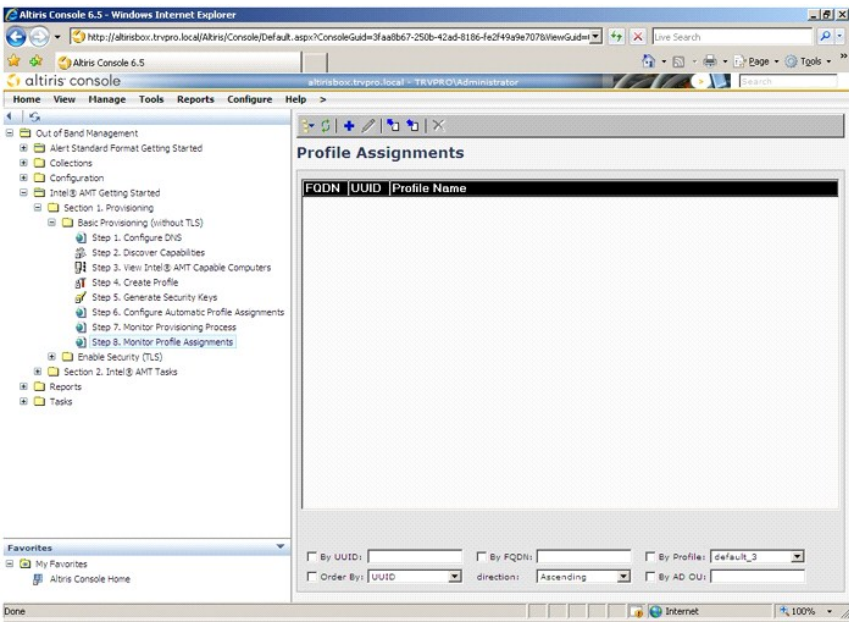 Altiris Console 6.5 - Windows Internet Explorer
http://altirisbox.trvpro.local/Altiris/Console/Default.aspx?ConsoleGuid=3faa8b67-250b-42ad-8186-fe2f49a9e707&ViewGuid=
Live Search
Altiris Console 6.5
Page
Tools
altiris console
altirisbox.trvpro.local - TRVPRO\Administrator
Search
Home View Manage Tools Reports Configure Help >
Out of Band Management
Alert Standard Format Getting Started
Collections
Configuration
Intel® AMT Getting Started
Section 1. Provisioning
Basic Provisioning (without TLS)
Step 1. Configure DNS
Step 2. Discover Capabilities
Step 3. View Intel® AMT Capable Computers
Step 4. Create Profile
Step 5. Generate Security Keys
Step 6. Configure Automatic Profile Assignments
Step 7. Monitor Provisioning Process
Step 8. Monitor Profile Assignments
Enable Security (TLS)
Section 2. Intel® AMT Tasks
Reports
Tasks
Favorites
My Favorites
Altiris Console Home
Profile Assignments
FQDN UUID Profile Name
By UUID: By FQDN: By Profile: default_3
Order By: UUID direction: Ascending By AD OU:
Done
Internet
100%